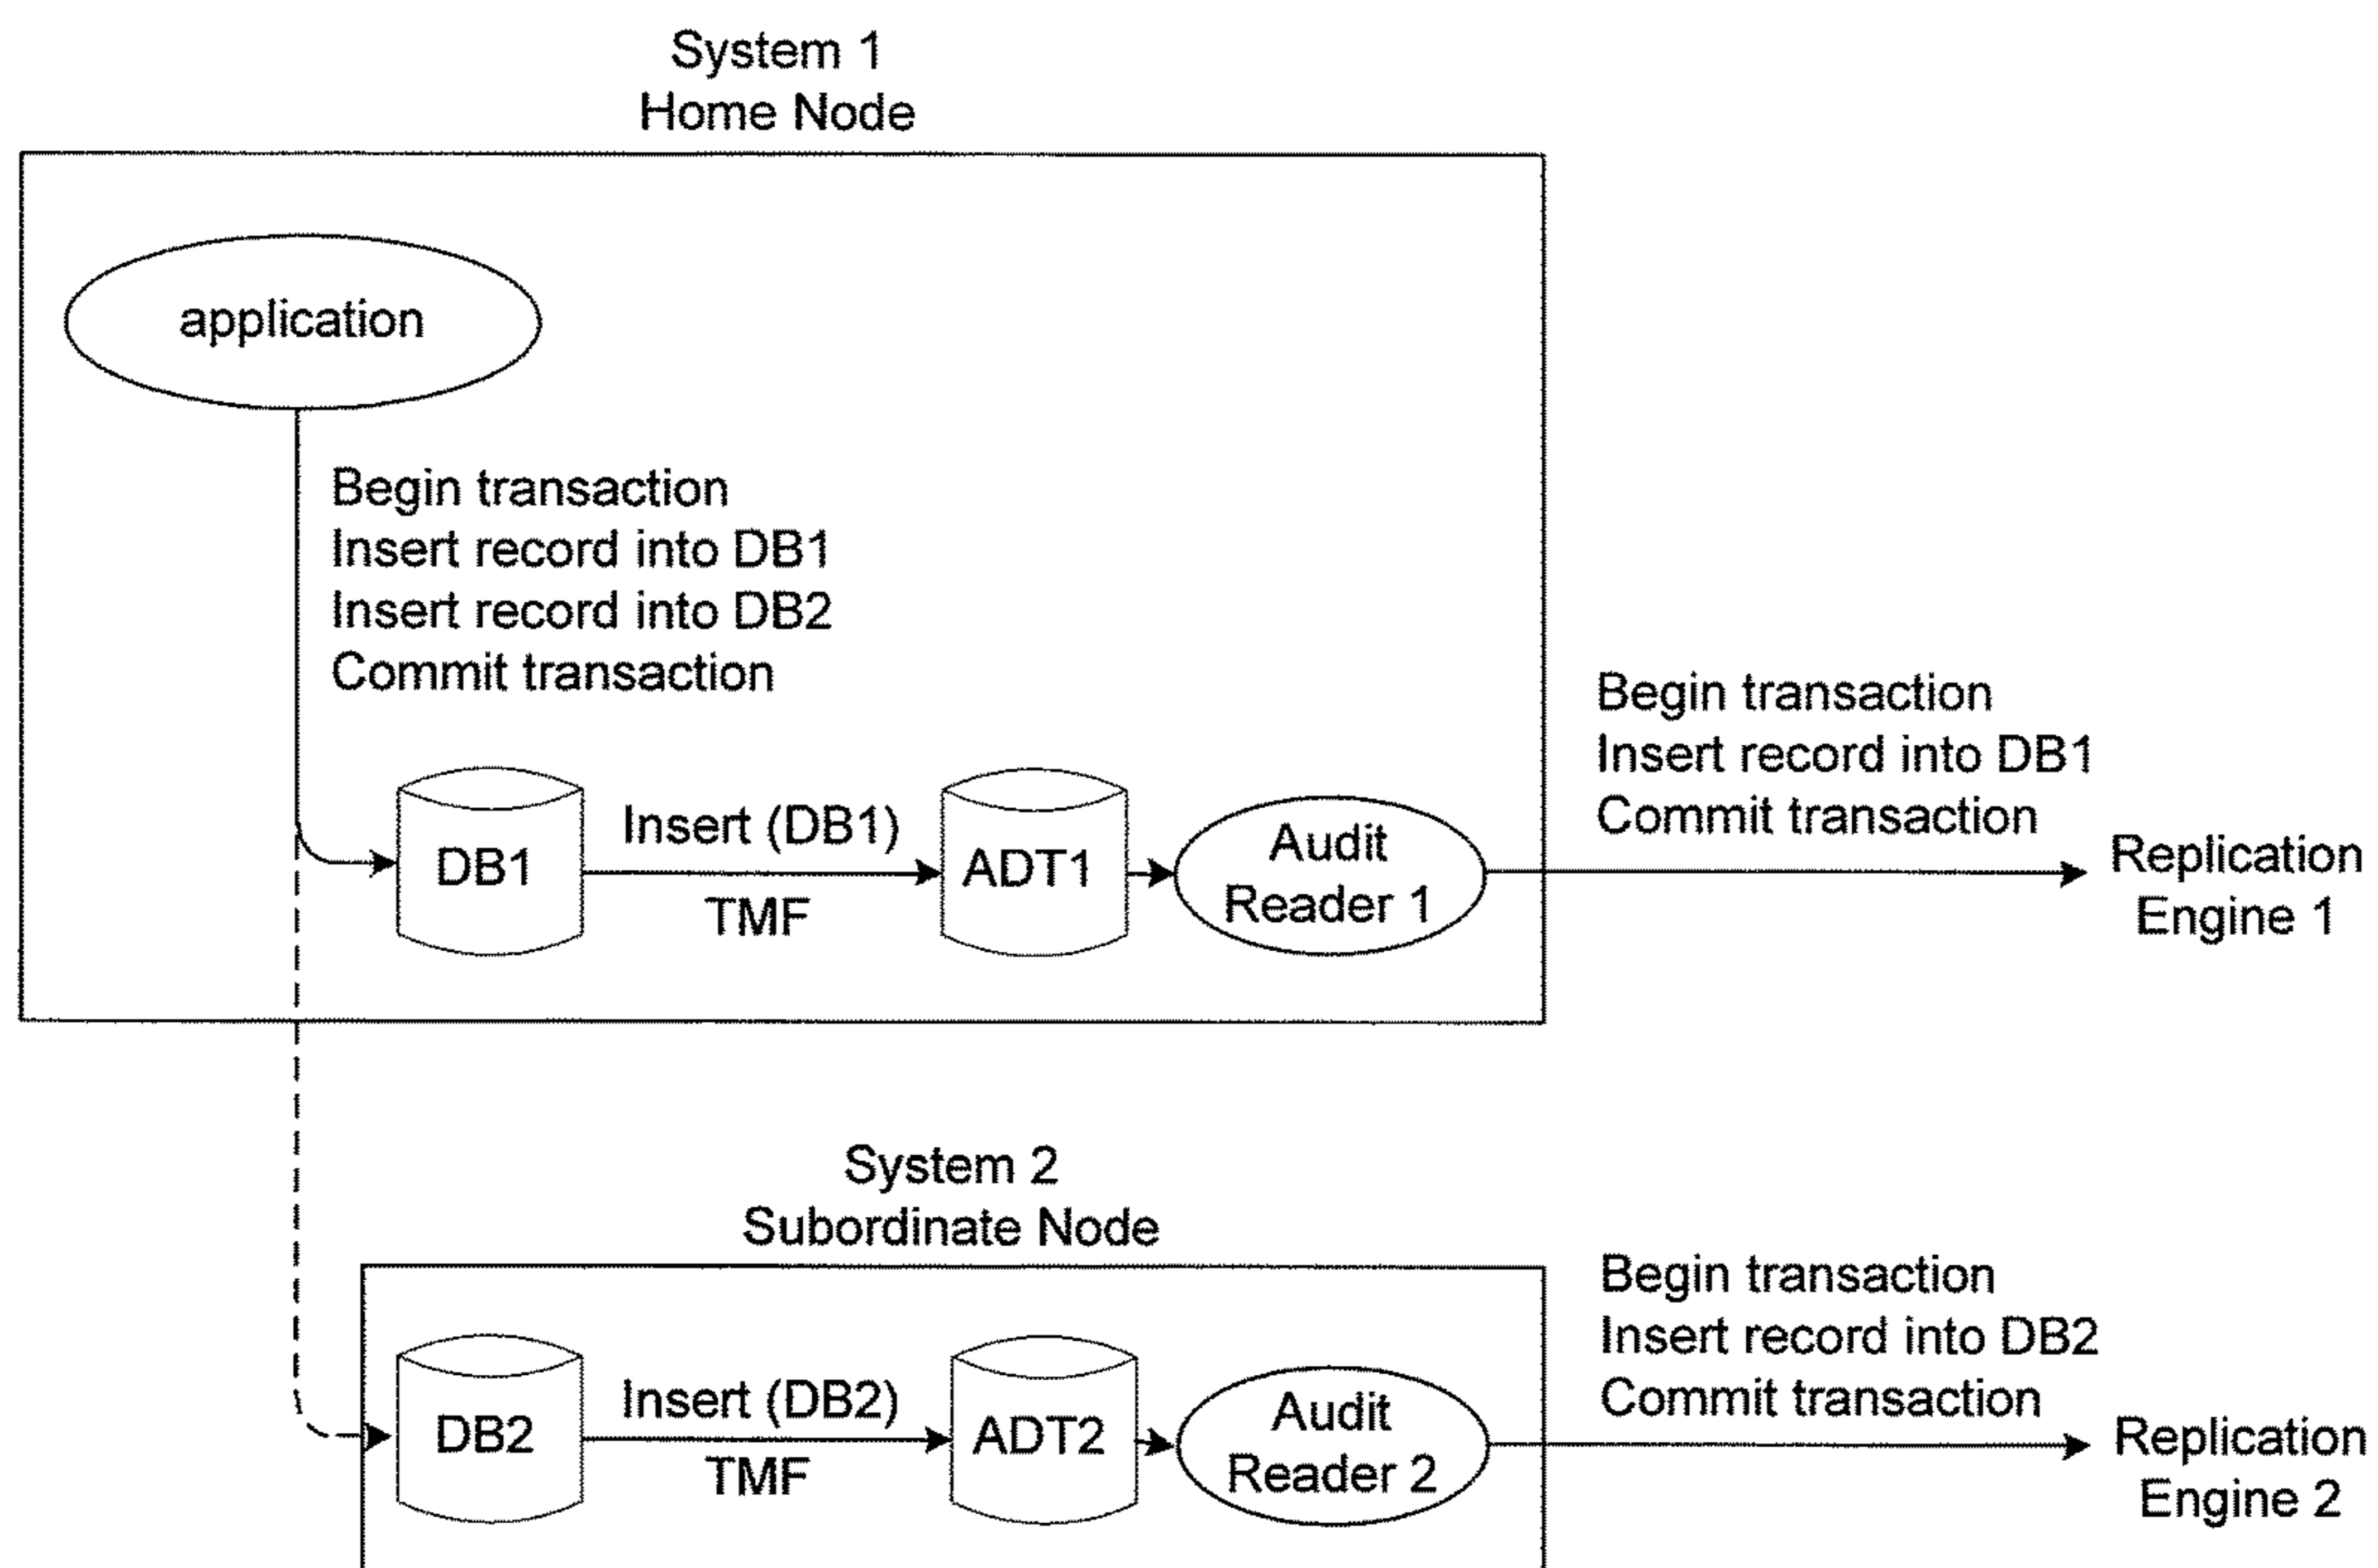 System 1
Home Node
application
Begin transaction
Insert record into DB1
Insert record into DB2
Commit transaction
DB1
Insert (DB1)
TMF
ADT1
Audit
Reader 1
Begin transaction
Insert record into DB1
Commit transaction
Replication
Engine 1
System 2
Subordinate Node
DB2
Insert (DB2)
TMF
ADT2
Audit
Reader 2
Begin transaction
Insert record into DB2
Commit transaction
Replication
Engine 2